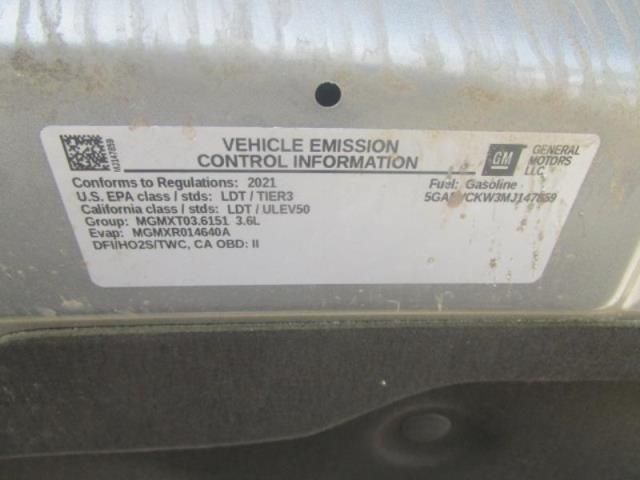 MJ147859
VEHICLE EMISSION
CONTROL INFORMATION
GM
GENERAL
MOTORS
LLC
Conforms to Regulations: 2021
U.S. EPA class / stds: LDT / TIER3
California class / stds: LDT / ULEV50
Group: MGMXT03.6151 3.6L
Evap: MGMXR014640A
DFI/HO2S/TWC, CA OBD: II
Fuel: Gasoline